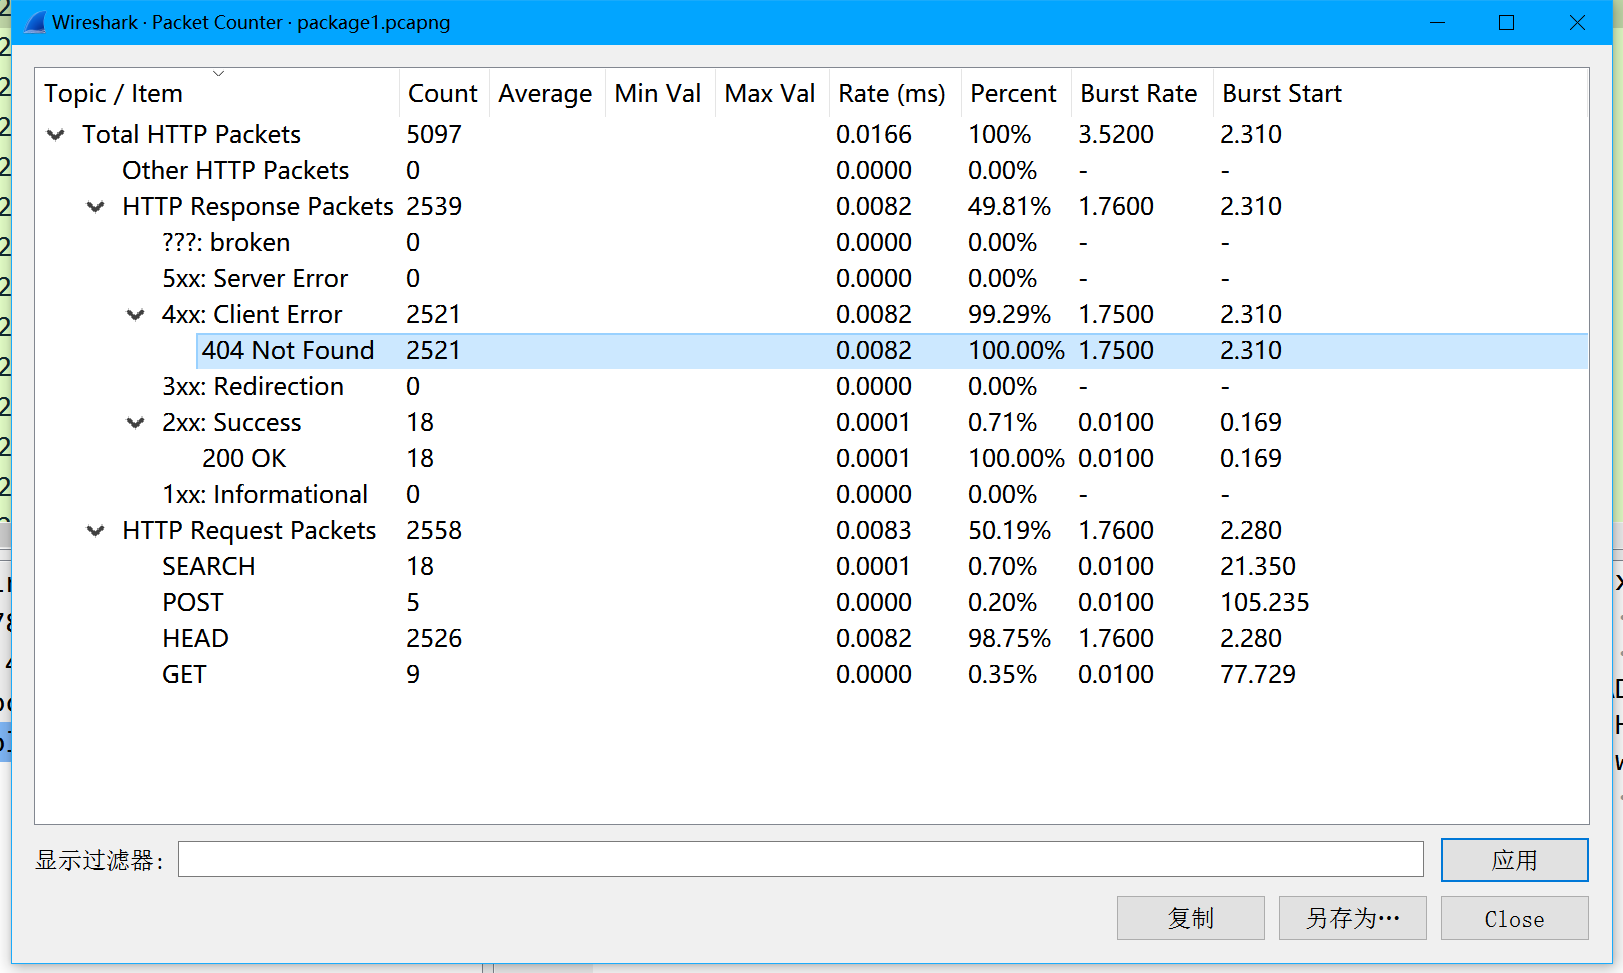 Wireshark · Packet Counter · package1.pcapng
Topic / Item Count Average Min Val Max Val Rate (ms) Percent Burst Rate Burst Start
Total HTTP Packets 5097 0.0166 100% 3.5200 2.310
Other HTTP Packets 0 0.0000 0.00% - -
HTTP Response Packets 2539 0.0082 49.81% 1.7600 2.310
???: broken 0 0.0000 0.00% - -
5xx: Server Error 0 0.0000 0.00% - -
4xx: Client Error 2521 0.0082 99.29% 1.7500 2.310
404 Not Found 2521 0.0082 100.00% 1.7500 2.310
3xx: Redirection 0 0.0000 0.00% - -
2xx: Success 18 0.0001 0.71% 0.0100 0.169
200 OK 18 0.0001 100.00% 0.0100 0.169
1xx: Informational 0 0.0000 0.00% - -
HTTP Request Packets 2558 0.0083 50.19% 1.7600 2.280
SEARCH 18 0.0001 0.70% 0.0100 21.350
POST 5 0.0000 0.20% 0.0100 105.235
HEAD 2526 0.0082 98.75% 1.7600 2.280
GET 9 0.0000 0.35% 0.0100 77.729
显示过滤器: 应用
复制 另存为… Close